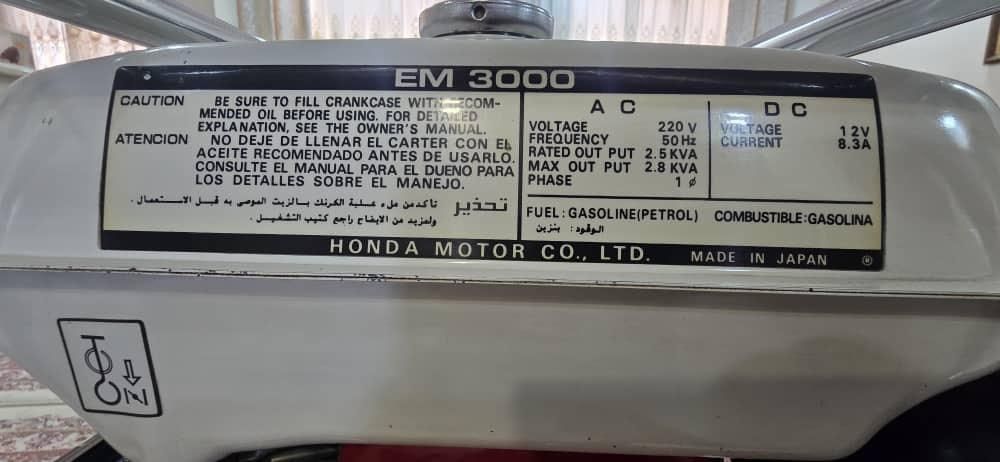 EM 3000
CAUTION BE SURE TO FILL CRANKCASE WITH RECOM-
MENDED OIL BEFORE USING. FOR DETAILED
EXPLANATION, SEE THE OWNER'S MANUAL.
ATENCION NO DEJE DE LLENAR EL CARTER CON EL
ACEITE RECOMENDADO ANTES DE USARLO.
CONSULTE EL MANUAL PARA EL DUENO PARA
LOS DETALLES SOBRE EL MANEJO.
تحذير تأكد من ملء علبة الكرنك بالزيت الموصى به قبل الاستعمال .
ولمزيد من الايضاح راجع كتيب التشغيل .
AC
VOLTAGE 220 V
FREQUENCY 50 Hz
RATED OUT PUT 2.5 KVA
MAX OUT PUT 2.8 KVA
PHASE 1 ø
DC
VOLTAGE 12V
CURRENT 8.3A
FUEL : GASOLINE(PETROL) COMBUSTIBLE:GASOLINA
الوقود: بنزين
HONDA MOTOR CO., LTD. MADE IN JAPAN ®